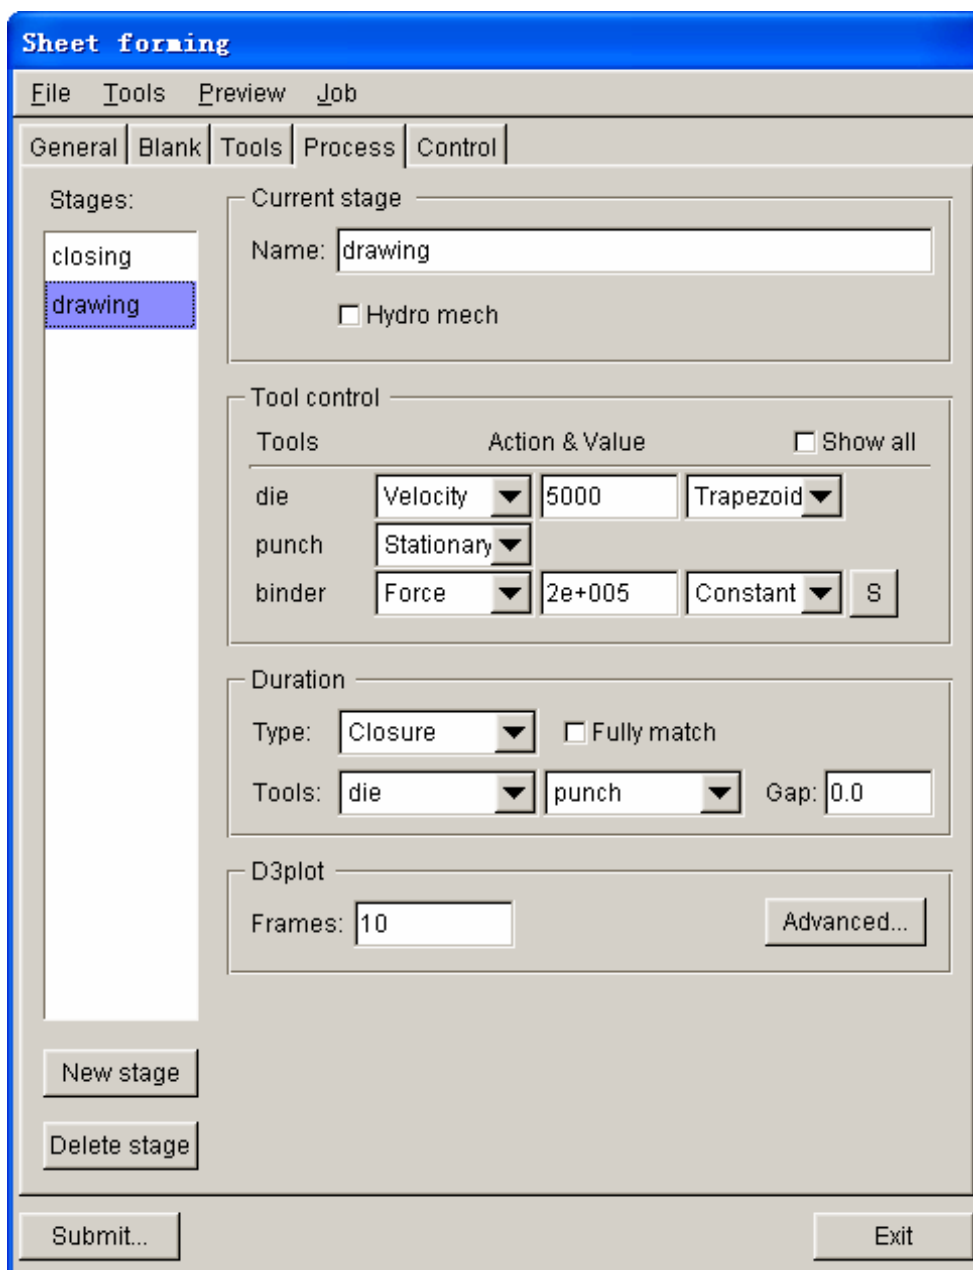 Sheet forming
File Tools Preview Job
General Blank Tools Process Control
Stages:
closing
drawing
New stage
Delete stage
Current stage
Name: drawing
Hydro mech
Tool control
Tools Action & Value Show all
die Velocity 5000 Trapezoid
punch Stationary
binder Force 2e+005 Constant S
Duration
Type: Closure Fully match
Tools: die punch Gap: 0.0
D3plot
Frames: 10 Advanced...
Submit... Exit